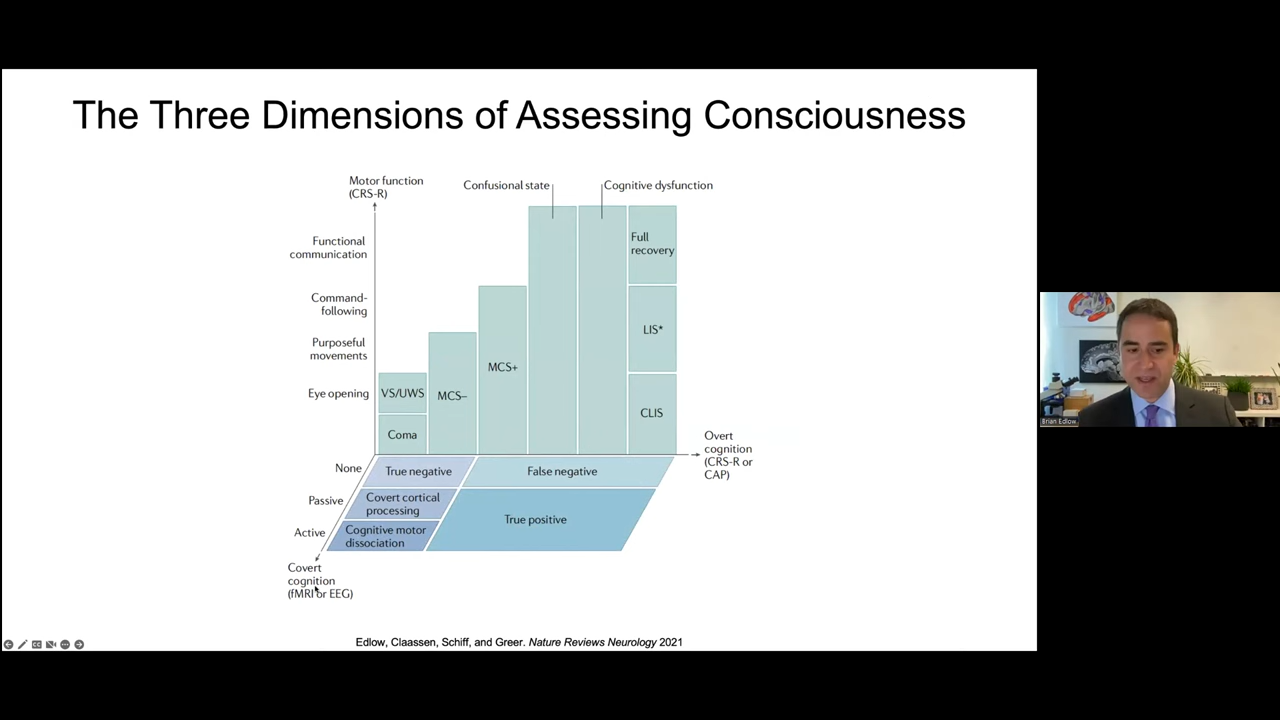 The Three Dimensions of Assessing Consciousness
Motor function
(CRS-R)
Confusional state
Cognitive dysfunction
Functional
communication
Full
recovery
Command-
following
LIS*
Purposeful
movements
MCS+
Eye opening
VS/UWS
MCS–
CLIS
Coma
Overt
cognition
(CRS-R or
CAP)
None
True negative
False negative
Passive
Covert cortical
processing
True positive
Active
Cognitive motor
dissociation
Covert
cognition
(fMRI or EEG)
Edlow, Claassen, Schiff, and Greer. Nature Reviews Neurology 2021
Brian Edlow